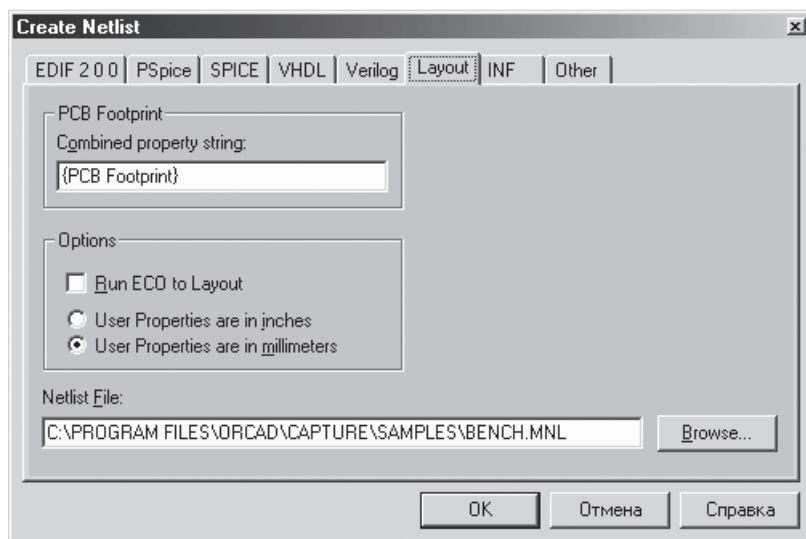 Create Netlist
EDIF 2 0 0 PSpice SPICE VHDL Verilog Layout INF Other
PCB Footprint
Combined property string:
{PCB Footprint}
Options
Run ECO to Layout
User Properties are in inches
User Properties are in millimeters
Netlist File:
C:\PROGRAM FILES\ORCAD\CAPTURE\SAMPLES\BENCH.MNL
Browse...
OK Отмена Справка